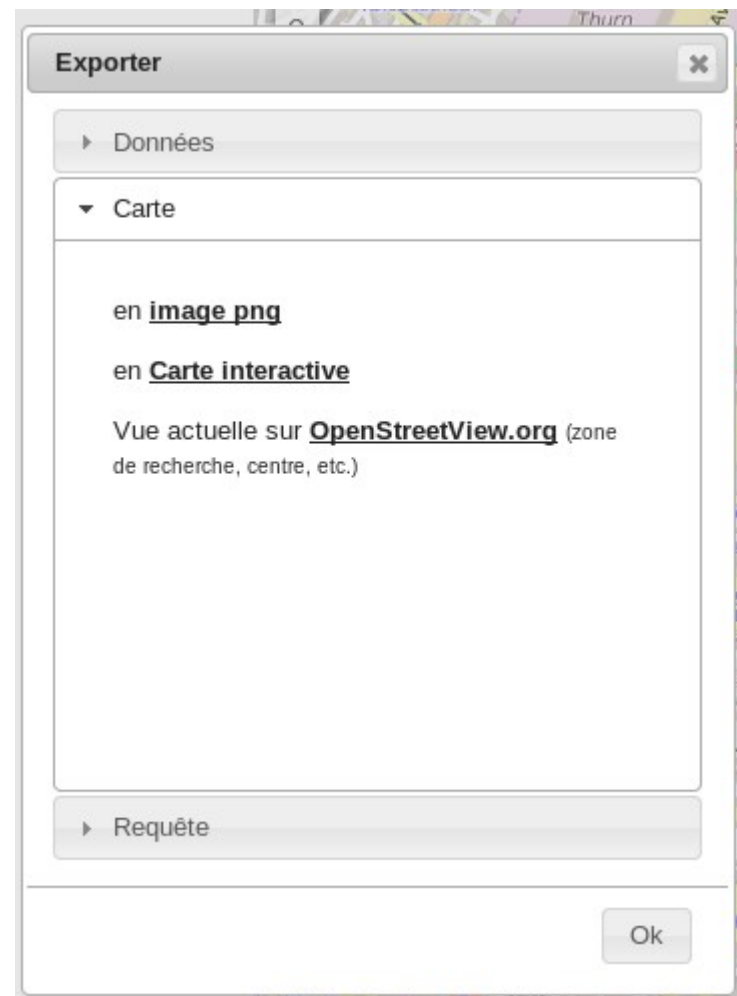 Thurn
Exporter
Données
Carte
en image png
en Carte interactive
Vue actuelle sur OpenStreetView.org (zone
de recherche, centre, etc.)
Requête
Ok